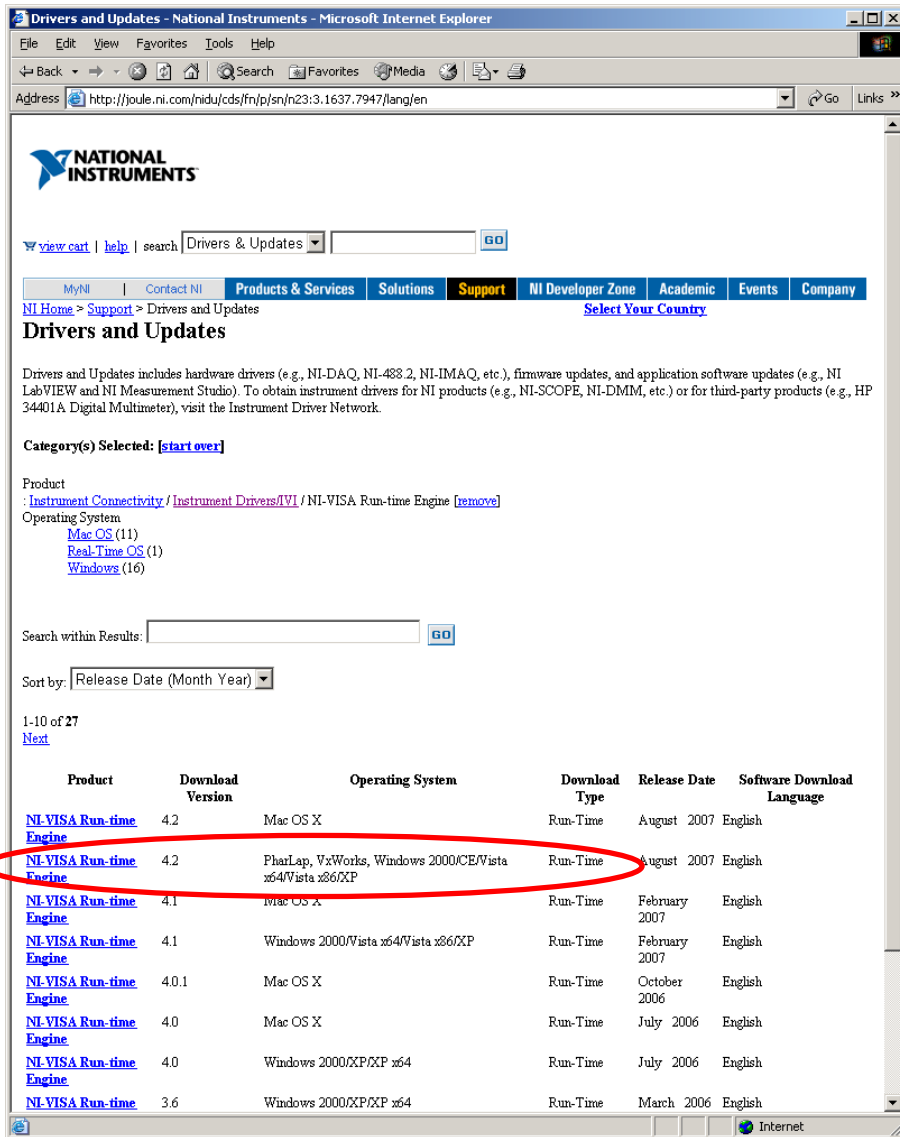 Drivers and Updates - National Instruments - Microsoft Internet Explorer
File Edit View Favorites Tools Help
Back Search Favorites Media
Address http://joule.ni.com/nidu/cds/fn/p/sn/n23:3.1637.7947/lang/en Go Links »
NATIONAL
INSTRUMENTS
view cart | help | search Drivers & Updates GO
MyNI | Contact NI Products & Services Solutions Support NI Developer Zone Academic Events Company
NI Home > Support > Drivers and Updates Select Your Country
Drivers and Updates
Drivers and Updates includes hardware drivers (e.g., NI-DAQ, NI-488.2, NI-IMAQ, etc.), firmware updates, and application software updates (e.g., NI
LabVIEW and NI Measurement Studio). To obtain instrument drivers for NI products (e.g., NI-SCOPE, NI-DMM, etc.) or for third-party products (e.g., HP
34401A Digital Multimeter), visit the Instrument Driver Network.
Category(s) Selected: [start over]
Product
: Instrument Connectivity / Instrument Drivers/IVI / NI-VISA Run-time Engine [remove]
Operating System
Mac OS (11)
Real-Time OS (1)
Windows (16)
Search within Results: GO
Sort by: Release Date (Month Year)
1-10 of 27
Next
Product Download Operating System Download Release Date Software Download
Version Type Language
NI-VISA Run-time 4.2 Mac OS X Run-Time August 2007 English
Engine
NI-VISA Run-time 4.2 PharLap, VxWorks, Windows 2000/CE/Vista Run-Time August 2007 English
Engine x64/Vista x86/XP
NI-VISA Run-time 4.1 Mac OS X Run-Time February English
Engine 2007
NI-VISA Run-time 4.1 Windows 2000/Vista x64/Vista x86/XP Run-Time February English
Engine 2007
NI-VISA Run-time 4.0.1 Mac OS X Run-Time October English
Engine 2006
NI-VISA Run-time 4.0 Mac OS X Run-Time July 2006 English
Engine
NI-VISA Run-time 4.0 Windows 2000/XP/XP x64 Run-Time July 2006 English
Engine
NI-VISA Run-time 3.6 Windows 2000/XP/XP x64 Run-Time March 2006 English
Internet